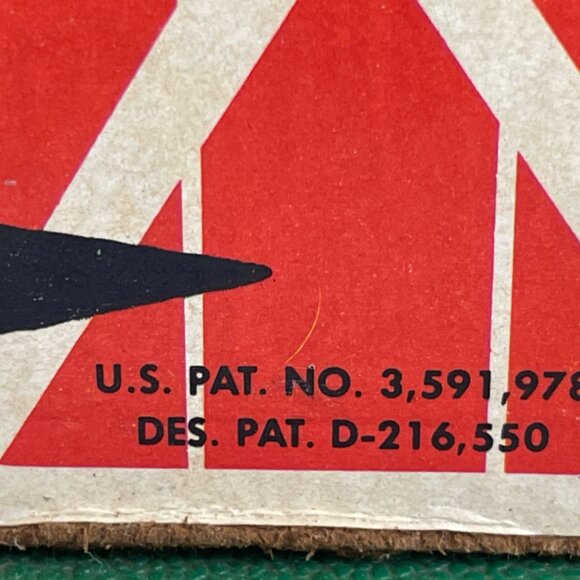 U.S. PAT. NO. 3,591,978
DES. PAT. D-216,550